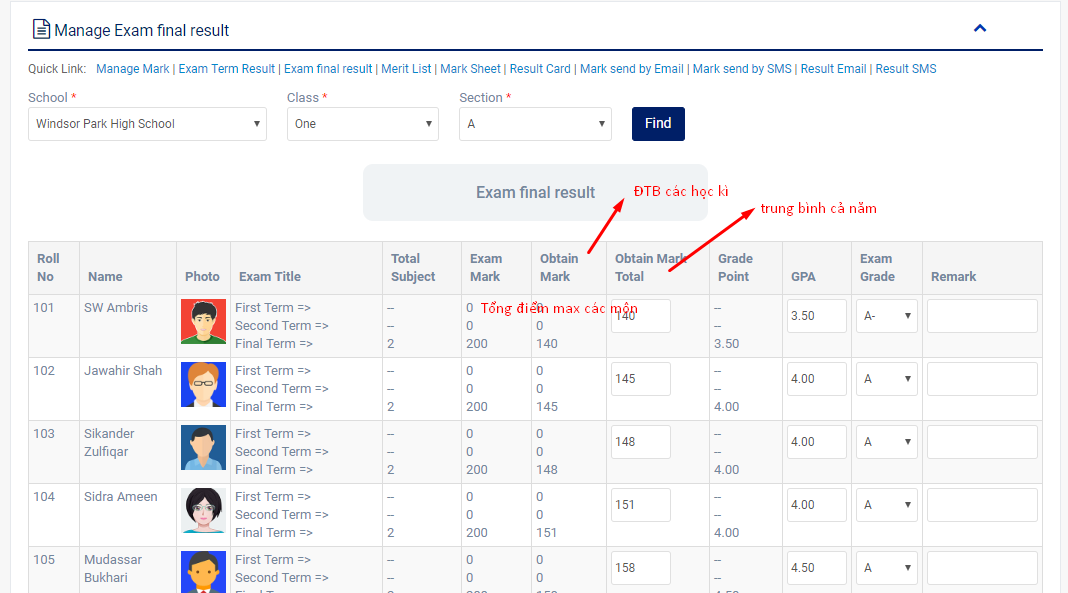 Manage Exam final result
Quick Link: Manage Mark | Exam Term Result | Exam final result | Merit List | Mark Sheet | Result Card | Mark send by Email | Mark send by SMS | Result Email | Result SMS
School * Class * Section *
Windsor Park High School One A Find
Exam final result
ĐTB các học kì
trung bình cả năm
Roll No Name Photo Exam Title Total Subject Exam Mark Obtain Mark Obtain Mark Total Grade Point GPA Exam Grade Remark
Tổng điểm max các môn
101 SW Ambris First Term => -- 0 0 140 -- 3.50 A-
Second Term => -- 0 0 --
Final Term => 2 200 140 3.50
102 Jawahir Shah First Term => -- 0 0 145 -- 4.00 A
Second Term => -- 0 0 --
Final Term => 2 200 145 4.00
103 Sikander First Term => -- 0 0 148 -- 4.00 A
Zulfiqar Second Term => -- 0 0 --
Final Term => 2 200 148 4.00
104 Sidra Ameen First Term => -- 0 0 151 -- 4.00 A
Second Term => -- 0 0 --
Final Term => 2 200 151 4.00
105 Mudassar First Term => -- 0 0 158 -- 4.50 A
Bukhari Second Term => -- 0 0 --